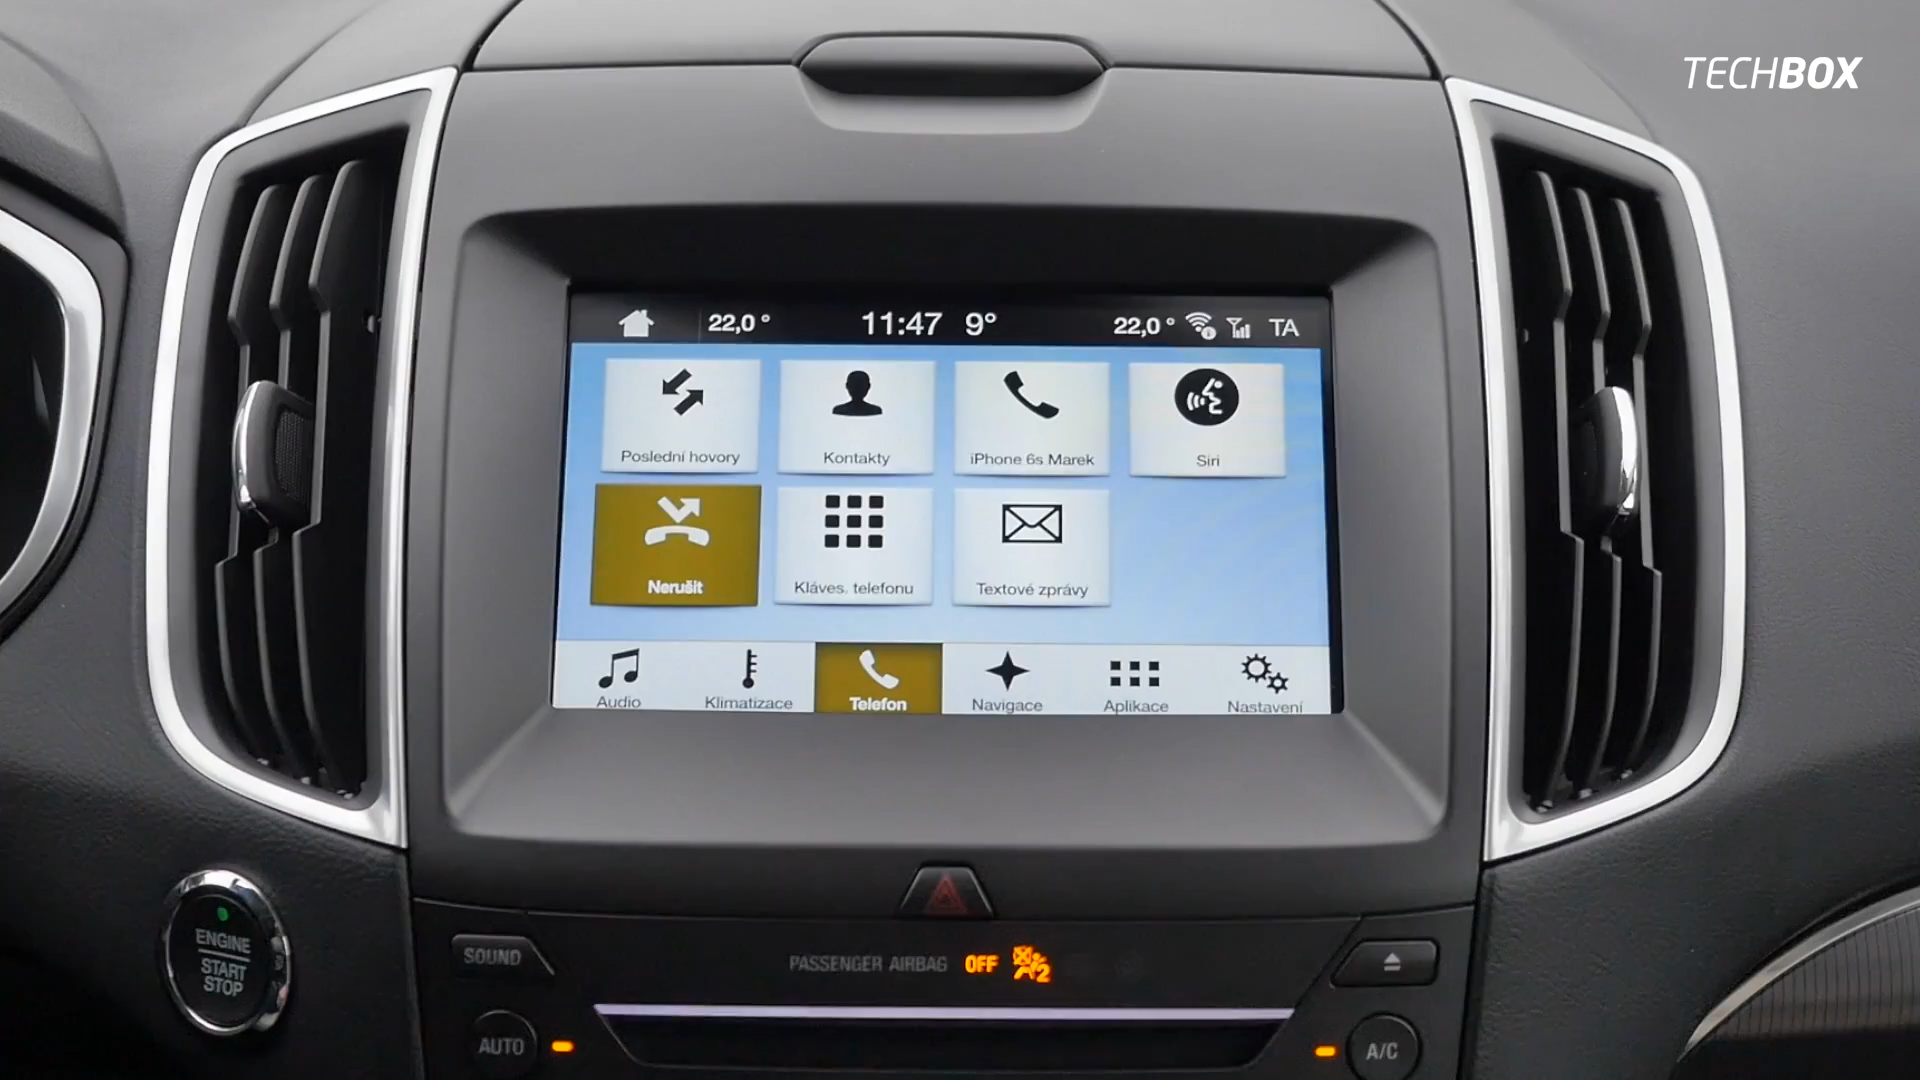 TECHBOX
22,0° 11:47 9° 22,0° TA
Poslední hovory
Kontakty
iPhone 6s Marek
Siri
Nerušit
Kláves. telefonu
Textové zprávy
Audio
Klimatizace
Telefon
Navigace
Aplikace
Nastavení
ENGINE
START
STOP
SOUND
PASSENGER AIRBAG OFF 2
AUTO
A/C